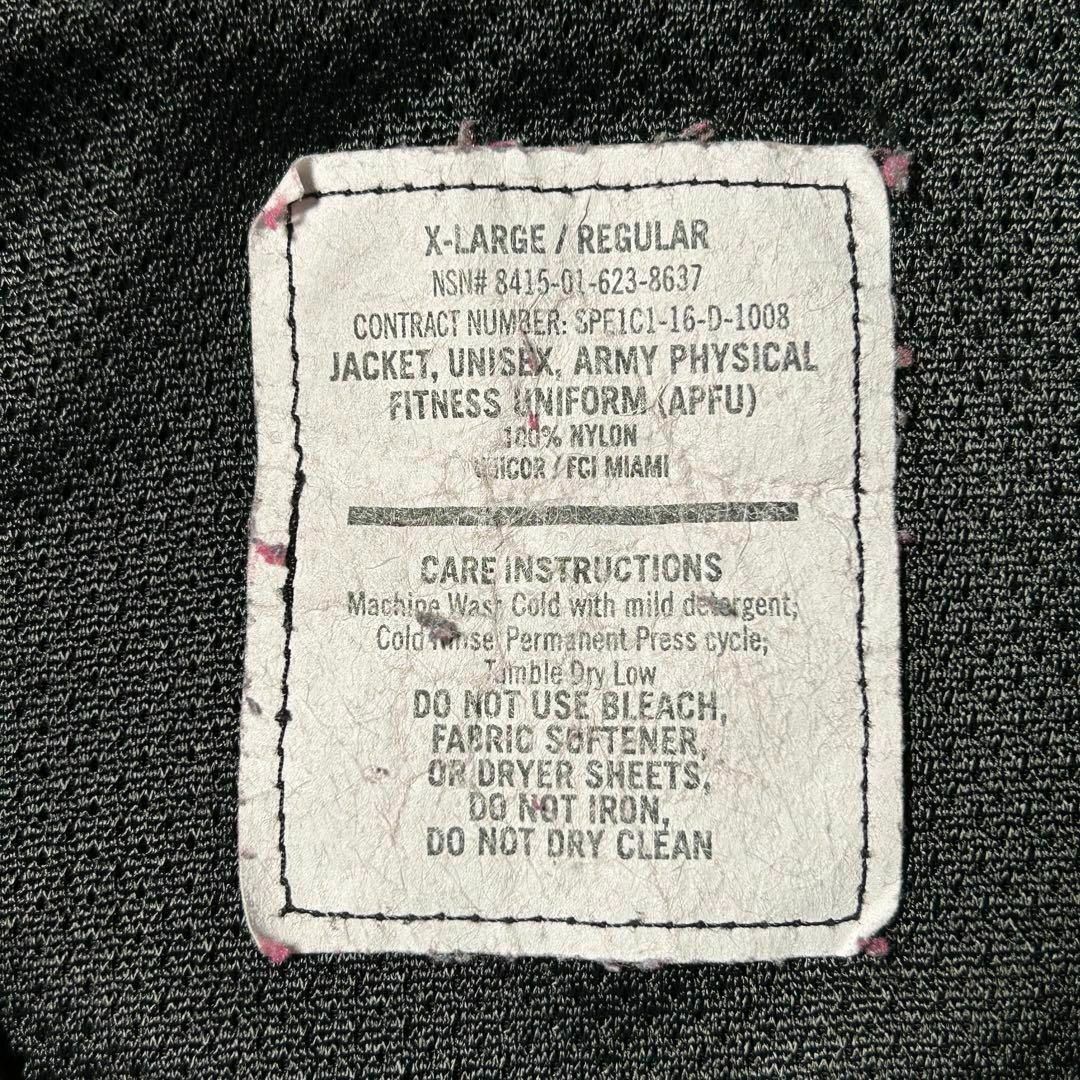 X-LARGE / REGULAR
NSN# 8415-01-623-8637
CONTRACT NUMBER: SPE1C1-16-D-1008
JACKET, UNISEX, ARMY PHYSICAL
FITNESS UNIFORM (APFU)
100% NYLON
UNICOR / FCI MIAMI
CARE INSTRUCTIONS
Machine Wash Cold with mild detergent;
Cold Rinse Permanent Press cycle;
Tumble Dry Low
DO NOT USE BLEACH,
FABRIC SOFTENER,
OR DRYER SHEETS,
DO NOT IRON,
DO NOT DRY CLEAN